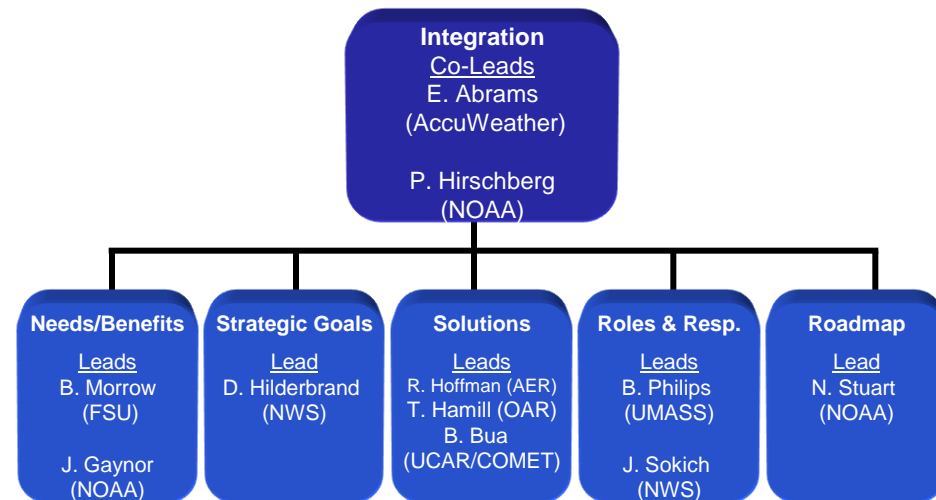 Integration
Co-Leads
E. Abrams
(AccuWeather)
P. Hirschberg
(NOAA)
Needs/Benefits
Leads
B. Morrow
(FSU)
J. Gaynor
(NOAA)
Strategic Goals
Lead
D. Hilderbrand
(NWS)
Solutions
Leads
R. Hoffman (AER)
T. Hamill (OAR)
B. Bua
(UCAR/COMET)
Roles & Resp.
Leads
B. Philips
(UMASS)
J. Sokich
(NWS)
Roadmap
Lead
N. Stuart
(NOAA)